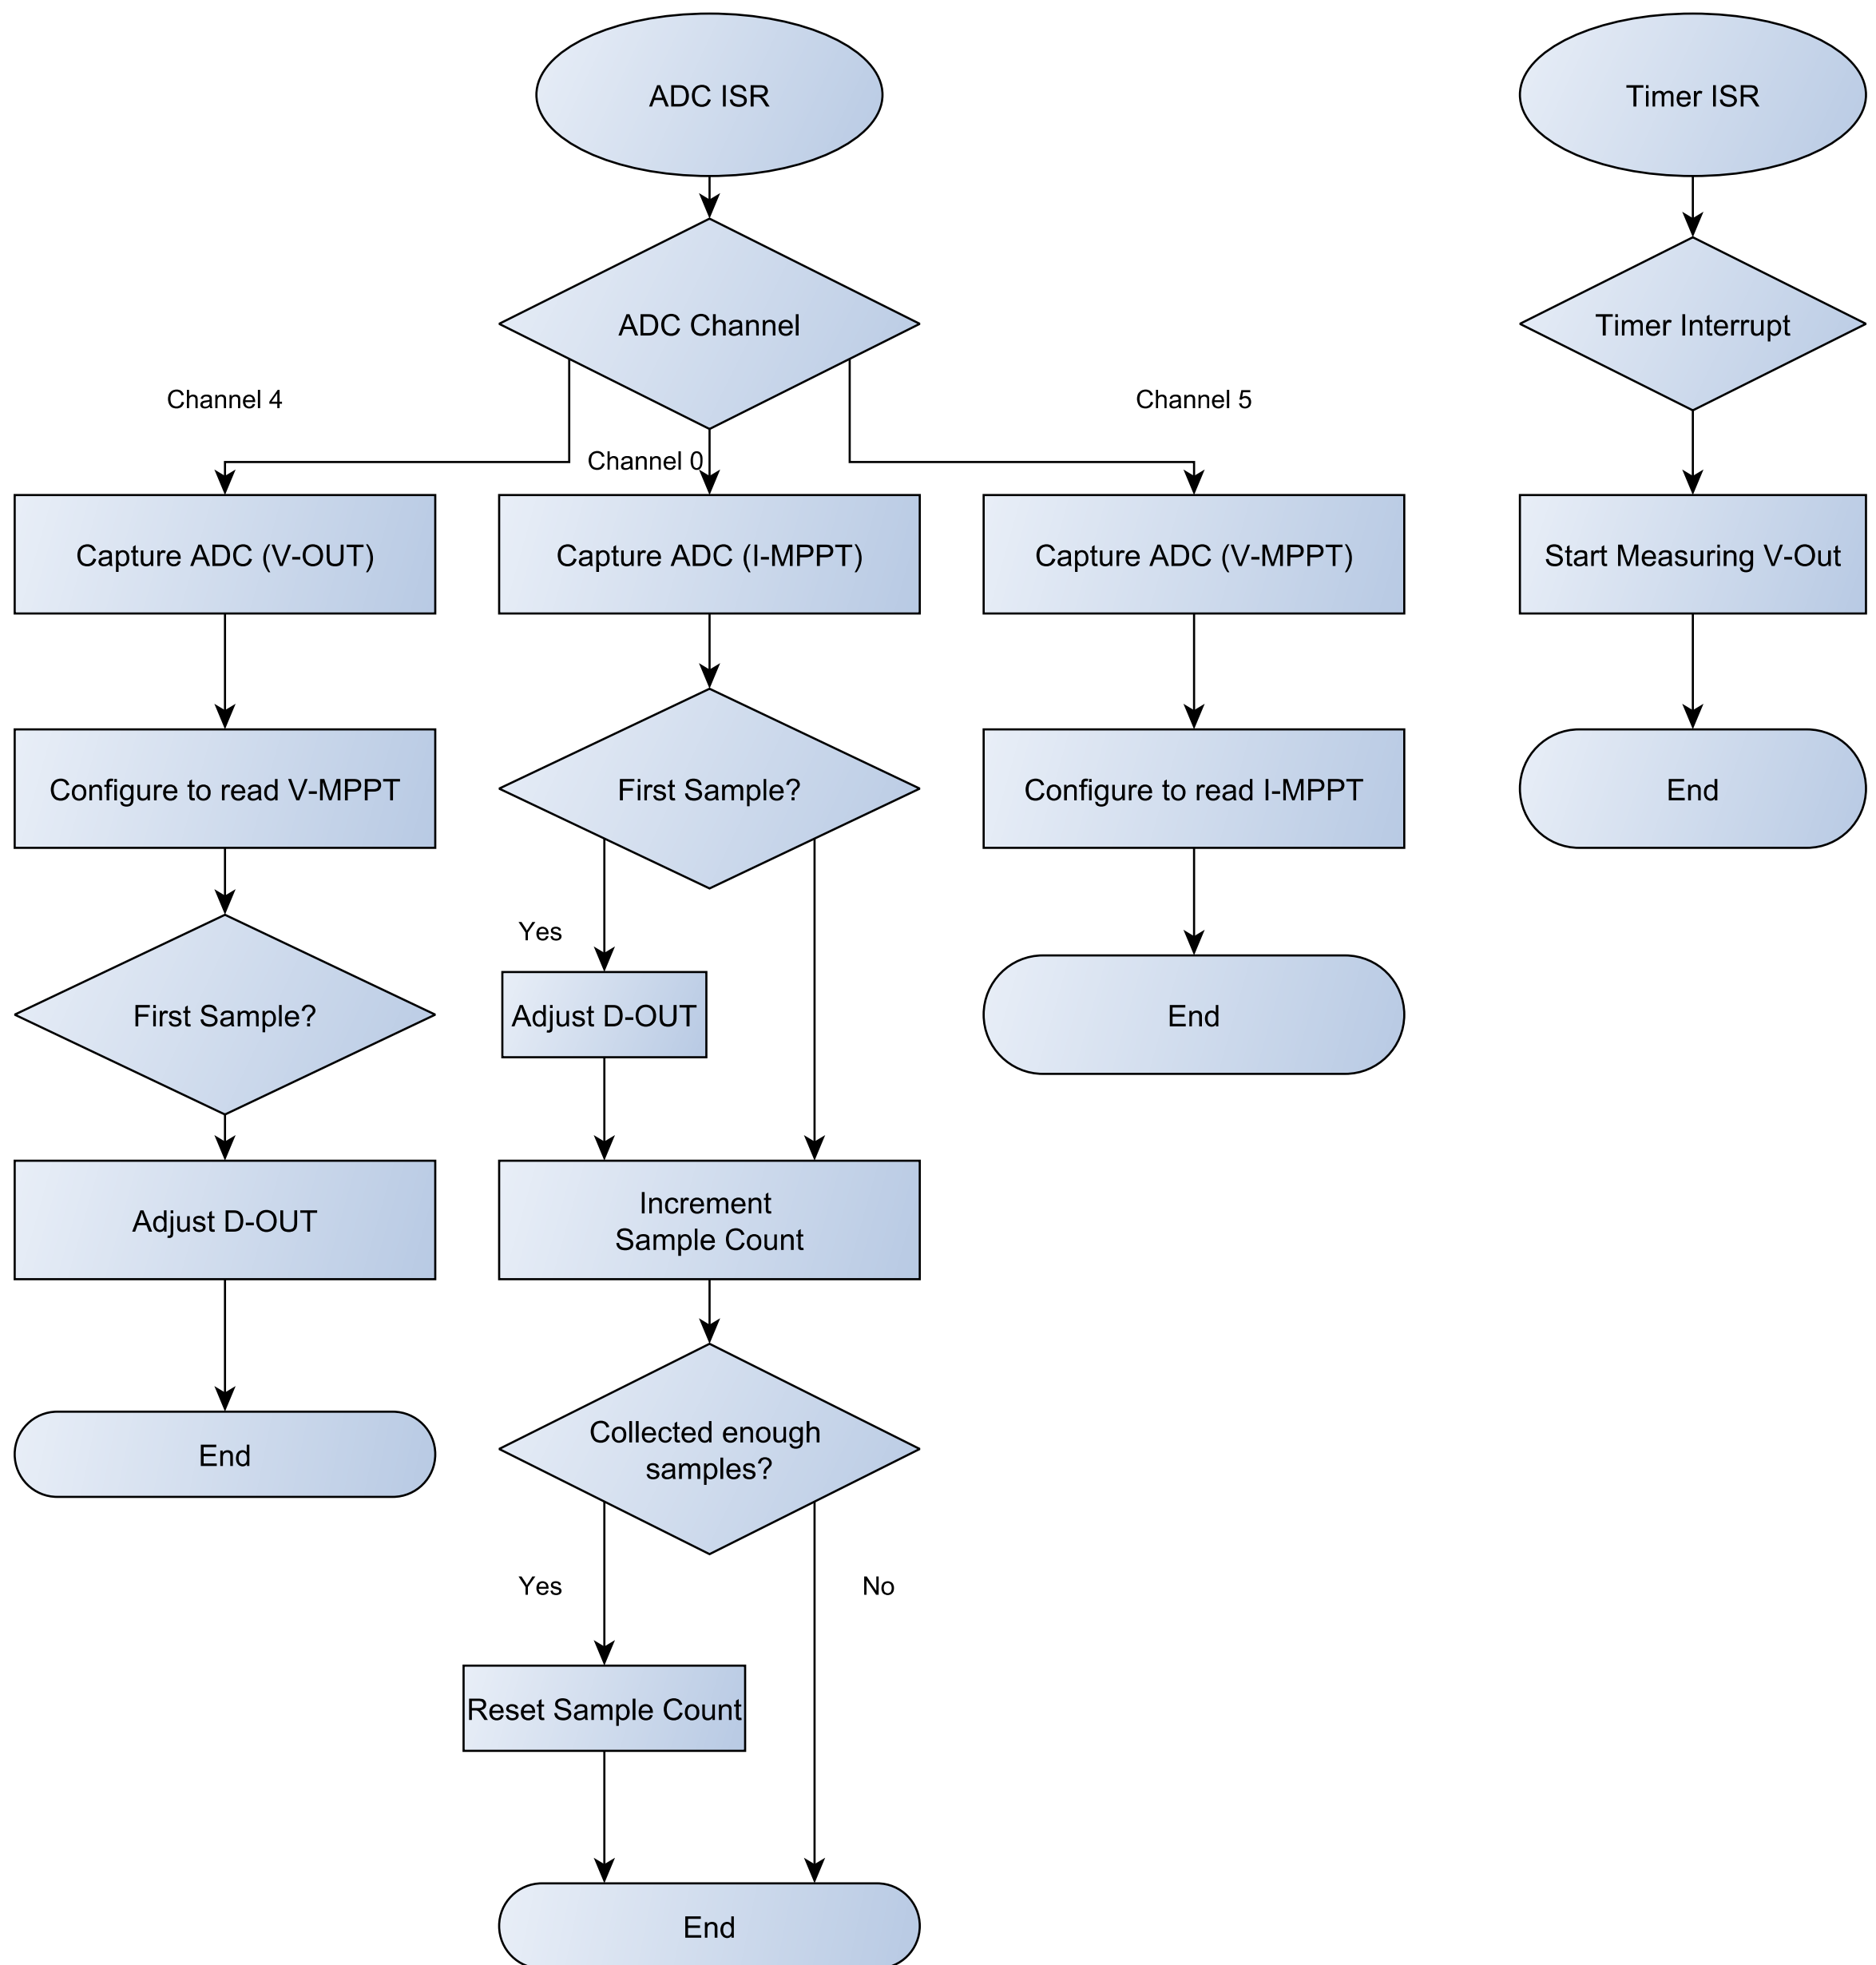 ADC ISR
Timer ISR
ADC Channel
Timer Interrupt
Channel 4
Channel 5
Channel 0
Capture ADC (V-OUT)
Capture ADC (I-MPPT)
Capture ADC (V-MPPT)
Start Measuring V-Out
Configure to read V-MPPT
First Sample?
Configure to read I-MPPT
End
Yes
First Sample?
Adjust D-OUT
End
Adjust D-OUT
Increment
Sample Count
End
Collected enough
samples?
Yes
No
Reset Sample Count
End